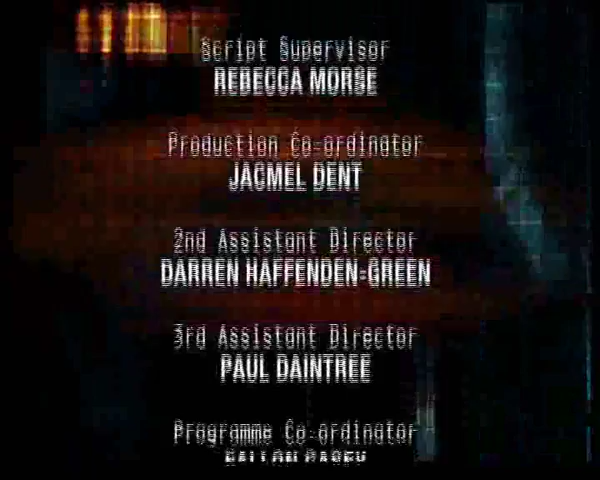 Script Supervisor
REBECCA MORSE
Production Co-ordinator
JACMEL DENT
2nd Assistant Director
DARREN HAFFENDEN-GREEN
3rd Assistant Director
PAUL DAINTREE
Programme Co-ordinator